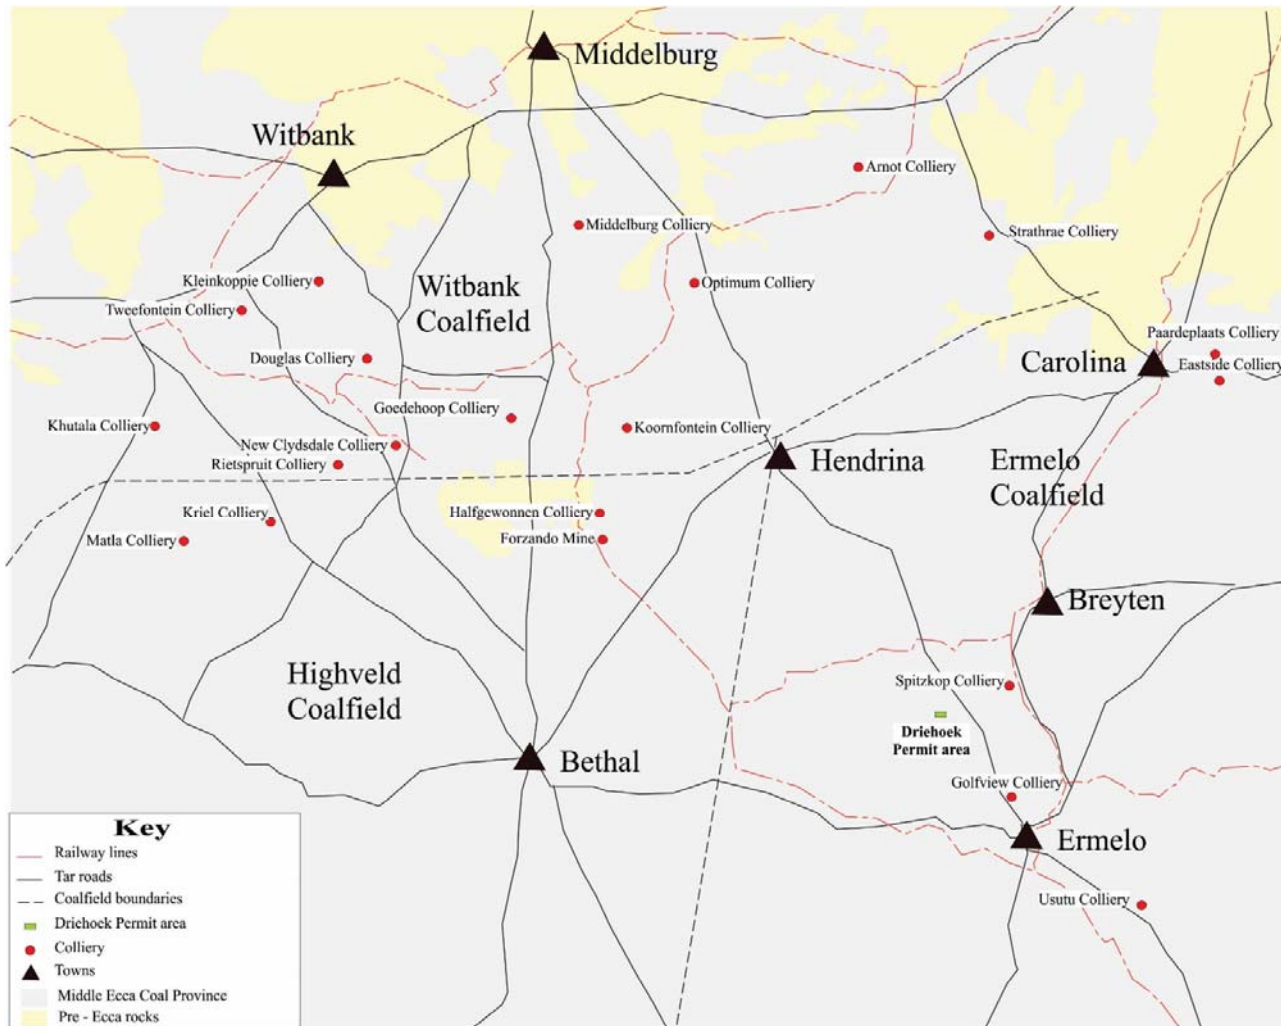 Middelburg
Witbank
Arnot Colliery
Middelburg Colliery
Strathrae Colliery
Kleinkoppie Colliery
Witbank
Coalfield
Optimum Colliery
Tweefontein Colliery
Paardeplaats Colliery
Douglas Colliery
Carolina
Eastside Colliery
Goedehoop Colliery
Khutala Colliery
Koornfontein Colliery
New Clydsdale Colliery
Rietspruit Colliery
Hendrina
Ermelo
Coalfield
Kriel Colliery
Halfgewonnen Colliery
Matla Colliery
Forzando Mine
Breyten
Highveld
Coalfield
Spitzkop Colliery
Driehoek
Permit area
Bethal
Golfview Colliery
Ermelo
Usutu Colliery
Key
Railway lines
Tar roads
Coalfield boundaries
Driehoek Permit area
Colliery
Towns
Middle Ecca Coal Province
Pre - Ecca rocks